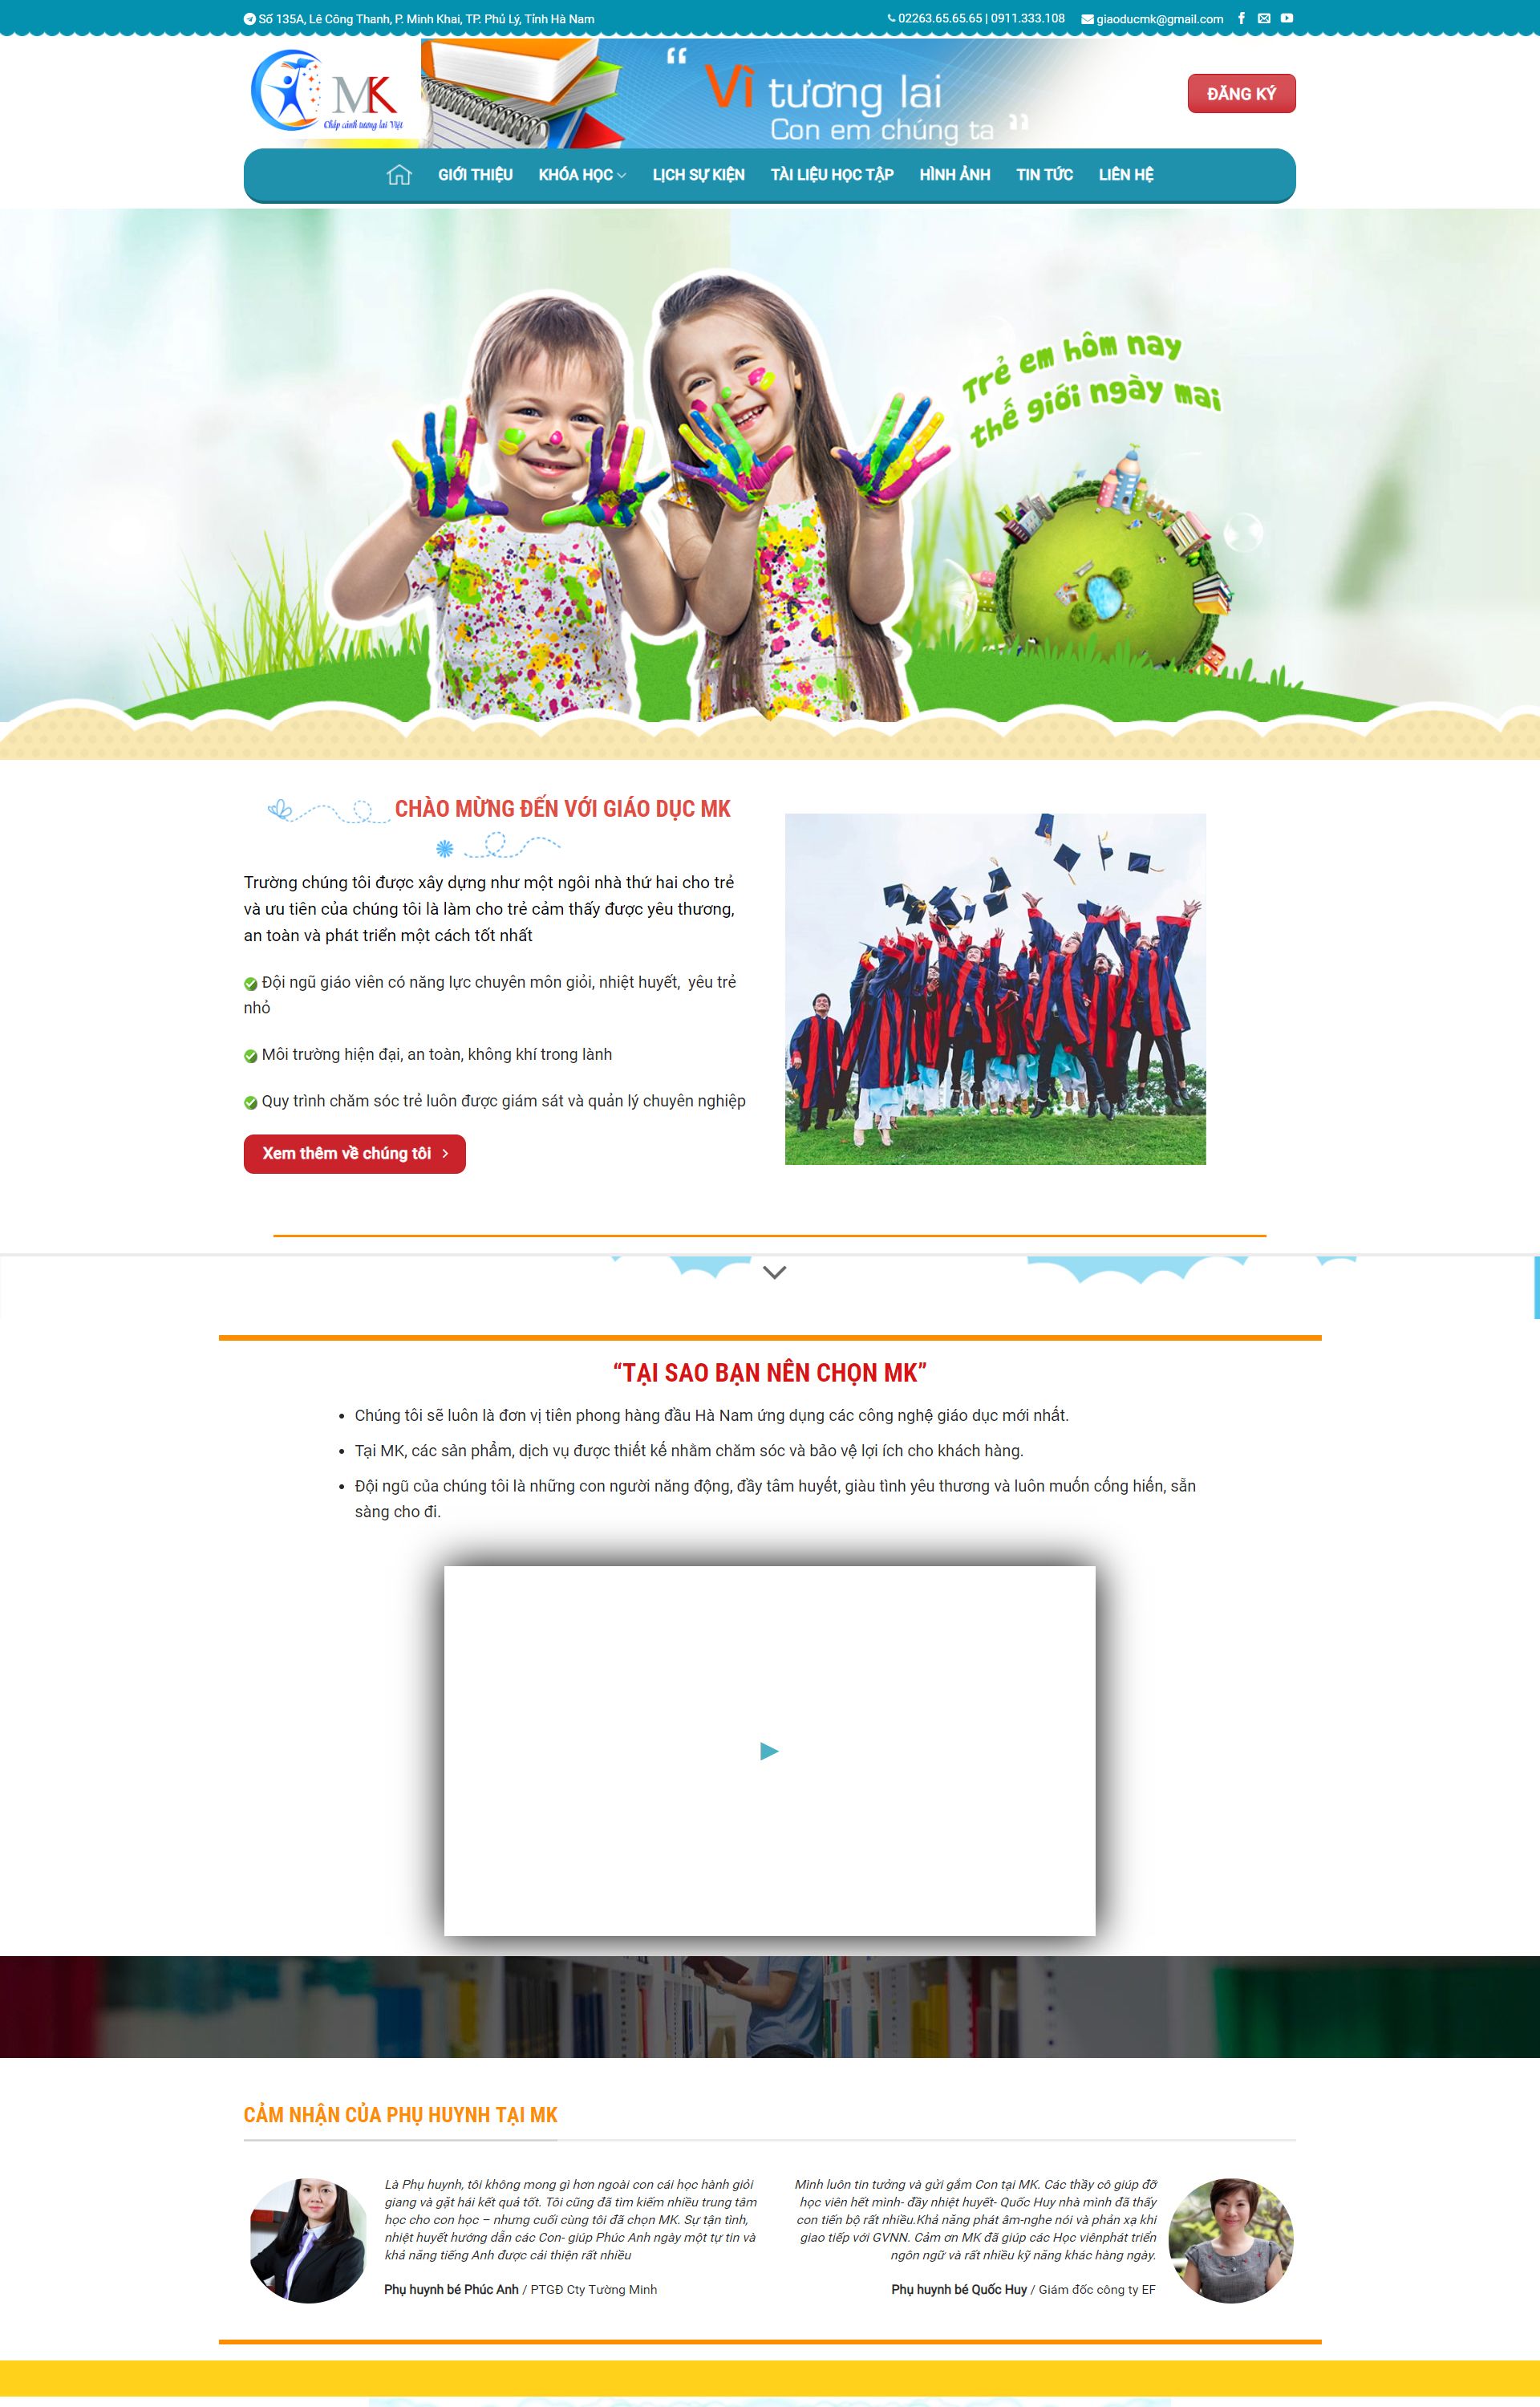 Số 135A, Lê Công Thanh, P. Minh Khai, TP. Phủ Lý, Tỉnh Hà Nam
02263.65.65.65 | 0911.333.108
giaoducmk@gmail.com
MK
Chắp cánh tương lai Việt
“ Vì tương lai
Con em chúng ta ”
ĐĂNG KÝ
GIỚI THIỆU
KHÓA HỌC
LỊCH SỰ KIỆN
TÀI LIỆU HỌC TẬP
HÌNH ẢNH
TIN TỨC
LIÊN HỆ
Trẻ em hôm nay
thế giới ngày mai
CHÀO MỪNG ĐẾN VỚI GIÁO DỤC MK
Trường chúng tôi được xây dựng như một ngôi nhà thứ hai cho trẻ
và ưu tiên của chúng tôi là làm cho trẻ cảm thấy được yêu thương,
an toàn và phát triển một cách tốt nhất
Đội ngũ giáo viên có năng lực chuyên môn giỏi, nhiệt huyết, yêu trẻ
nhỏ
Môi trường hiện đại, an toàn, không khí trong lành
Quy trình chăm sóc trẻ luôn được giám sát và quản lý chuyên nghiệp
Xem thêm về chúng tôi
“TẠI SAO BẠN NÊN CHỌN MK”
Chúng tôi sẽ luôn là đơn vị tiên phong hàng đầu Hà Nam ứng dụng các công nghệ giáo dục mới nhất.
Tại MK, các sản phẩm, dịch vụ được thiết kế nhằm chăm sóc và bảo vệ lợi ích cho khách hàng.
Đội ngũ của chúng tôi là những con người năng động, đầy tâm huyết, giàu tình yêu thương và luôn muốn cống hiến, sẵn
sàng cho đi.
CẢM NHẬN CỦA PHỤ HUYNH TẠI MK
Là Phụ huynh, tôi không mong gì hơn ngoài con cái học hành giỏi
giang và gặt hái kết quả tốt. Tôi cũng đã tìm kiếm nhiều trung tâm
học cho con học – nhưng cuối cùng tôi đã chọn MK. Sự tận tình,
nhiệt huyết hướng dẫn các Con- giúp Phúc Anh ngày một tự tin và
khả năng tiếng Anh được cải thiện rất nhiều
Phụ huynh bé Phúc Anh / PTGĐ Cty Tường Minh
Mình luôn tin tưởng và gửi gắm Con tại MK. Các thầy cô giúp đỡ
học viên hết mình- đầy nhiệt huyết- Quốc Huy nhà mình đã thấy
con tiến bộ rất nhiều.Khả năng phát âm-nghe nói và phản xạ khi
giao tiếp với GVNN. Cảm ơn MK đã giúp các Học viênphát triển
ngôn ngữ và rất nhiều kỹ năng khác hàng ngày.
Phụ huynh bé Quốc Huy / Giám đốc công ty EF